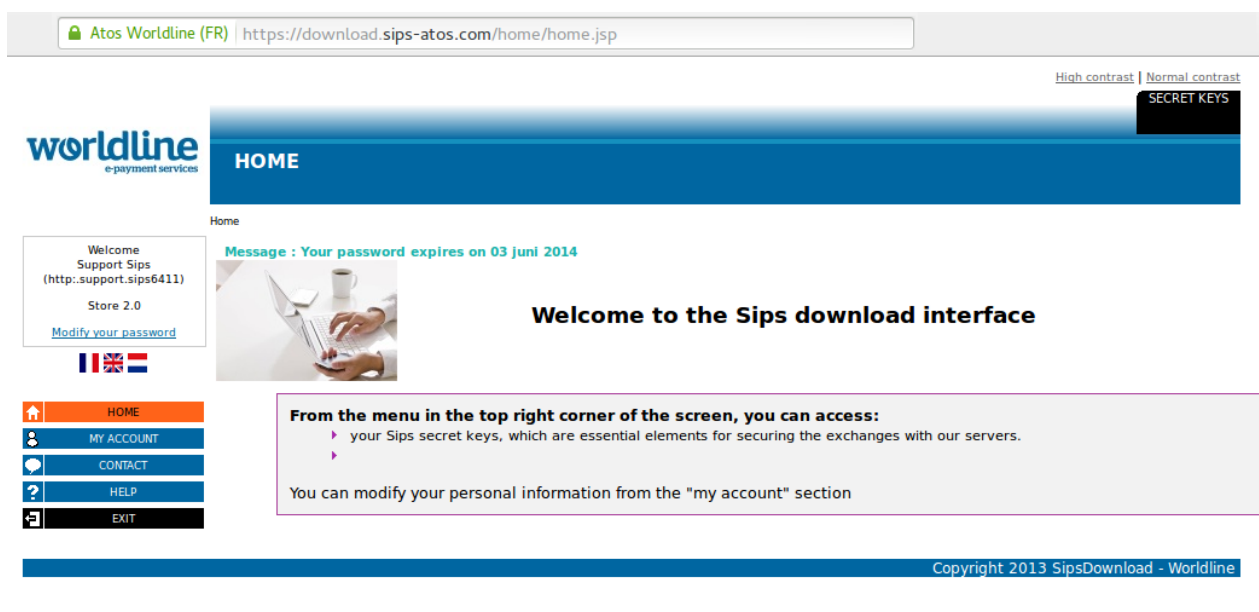 Atos Worldline (FR) https://download.sips-atos.com/home/home.jsp
High contrast | Normal contrast
SECRET KEYS
worldline
e-payment services
HOME
Home
Welcome
Support Sips
(http:.support.sips6411)
Store 2.0
Modify your password
Message : Your password expires on 03 juni 2014
Welcome to the Sips download interface
HOME
MY ACCOUNT
CONTACT
? HELP
EXIT
From the menu in the top right corner of the screen, you can access:
your Sips secret keys, which are essential elements for securing the exchanges with our servers.
You can modify your personal information from the "my account" section
Copyright 2013 SipsDownload - Worldline